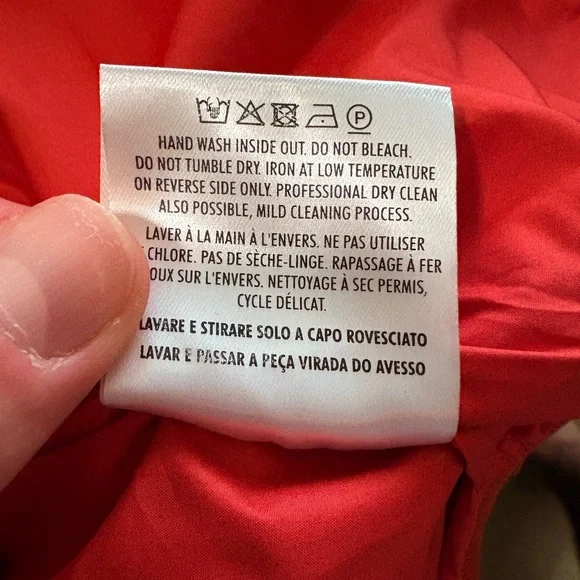 P
HAND WASH INSIDE OUT. DO NOT BLEACH.
DO NOT TUMBLE DRY. IRON AT LOW TEMPERATURE
ON REVERSE SIDE ONLY. PROFESSIONAL DRY CLEAN
ALSO POSSIBLE, MILD CLEANING PROCESS.
LAVER À LA MAIN À L'ENVERS. NE PAS UTILISER
CHLORE. PAS DE SÈCHE-LINGE. RAPASSAGE À FER
OUX SUR L'ENVERS. NETTOYAGE À SEC PERMIS,
CYCLE DÉLICAT.
LAVARE E STIRARE SOLO A CAPO ROVESCIATO
LAVAR E PASSAR A PEÇA VIRADA DO AVESSO